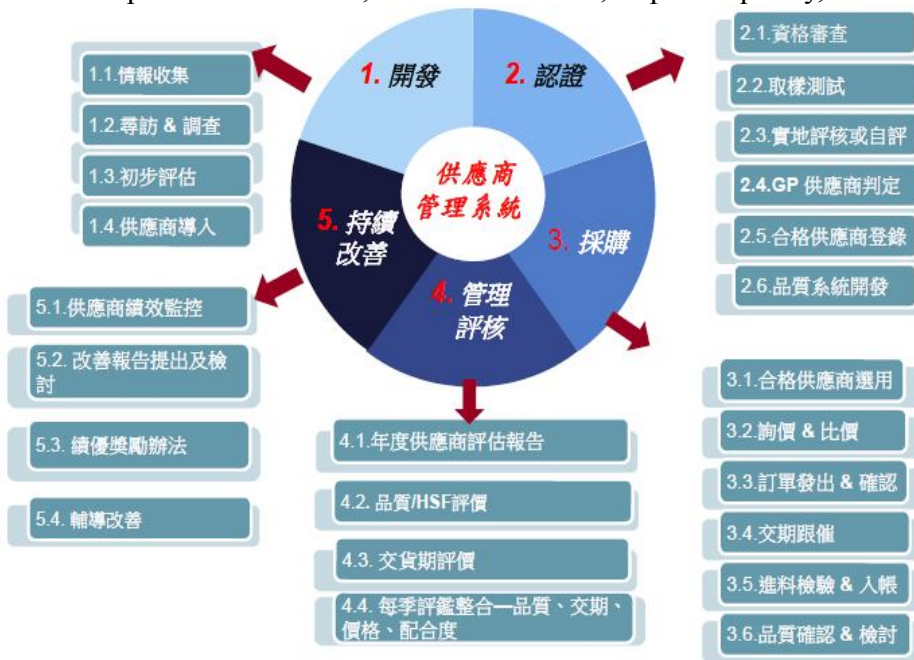 供應商
管理系統
1. 開發
1.1.情報收集
1.2.尋訪 & 調查
1.3.初步評估
1.4.供應商導入
2. 認證
2.1.資格審查
2.2.取樣測試
2.3.實地評核或自評
2.4.GP 供應商判定
2.5.合格供應商登錄
2.6.品質系統開發
3. 採購
3.1.合格供應商選用
3.2.詢價 & 比價
3.3.訂單發出 & 確認
3.4.交期跟催
3.5.進料檢驗 & 入帳
3.6.品質確認 & 檢討
4. 管理
評核
4.1.年度供應商評估報告
4.2. 品質/HSF評價
4.3. 交貨期評價
4.4. 每季評鑑整合—品質、交期、
價格、配合度
5. 持續
改善
5.1.供應商績效監控
5.2. 改善報告提出及檢
討
5.3. 績優獎勵辦法
5.4. 輔導改善